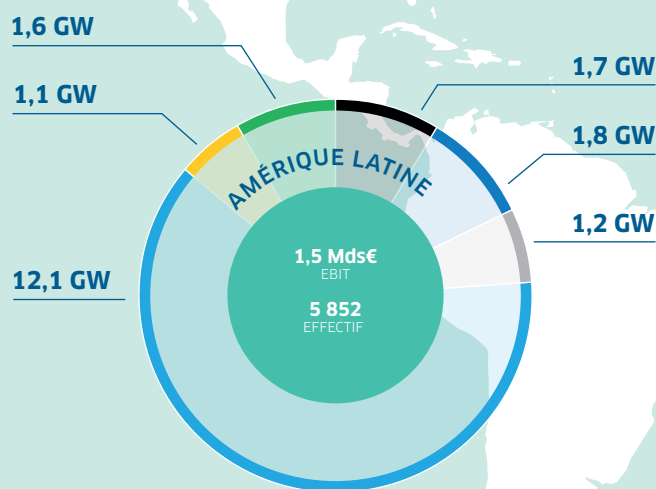 1,6 GW
1,7 GW
1,1 GW
1,8 GW
AMÉRIQUE LATINE
1,2 GW
1,5 Mds€
EBIT
12,1 GW
5 852
EFFECTIF